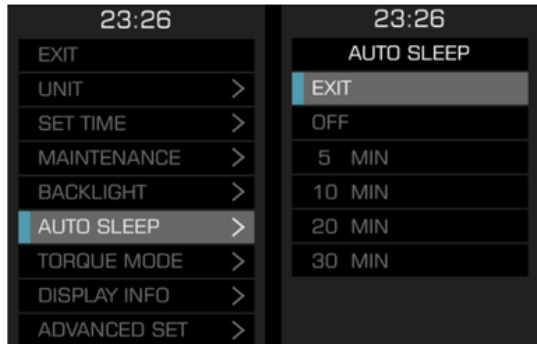 23:26
EXIT
UNIT >
SET TIME >
MAINTENANCE >
BACKLIGHT >
AUTO SLEEP >
TORQUE MODE >
DISPLAY INFO >
ADVANCED SET >
23:26
AUTO SLEEP
EXIT
OFF
5 MIN
10 MIN
20 MIN
30 MIN